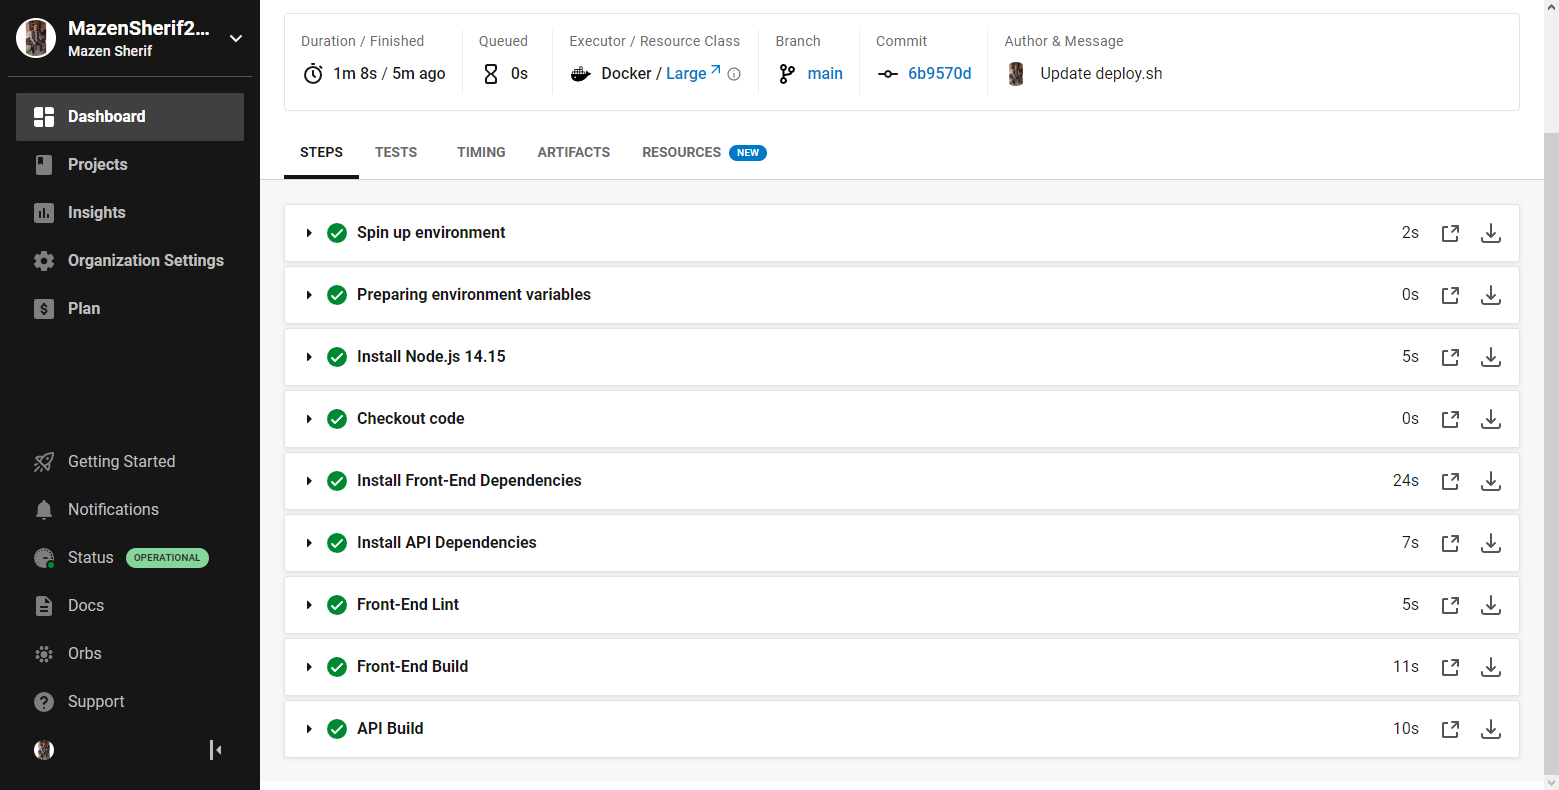 MazenSherif2...
Mazen Sherif
Dashboard
Projects
Insights
Organization Settings
Plan
Getting Started
Notifications
Status OPERATIONAL
Docs
Orbs
Support
Duration / Finished
1m 8s / 5m ago
Queued
0s
Executor / Resource Class
Docker / Large
Branch
main
Commit
6b9570d
Author & Message
Update deploy.sh
STEPS TESTS TIMING ARTIFACTS RESOURCES NEW
Spin up environment 2s
Preparing environment variables 0s
Install Node.js 14.15 5s
Checkout code 0s
Install Front-End Dependencies 24s
Install API Dependencies 7s
Front-End Lint 5s
Front-End Build 11s
API Build 10s